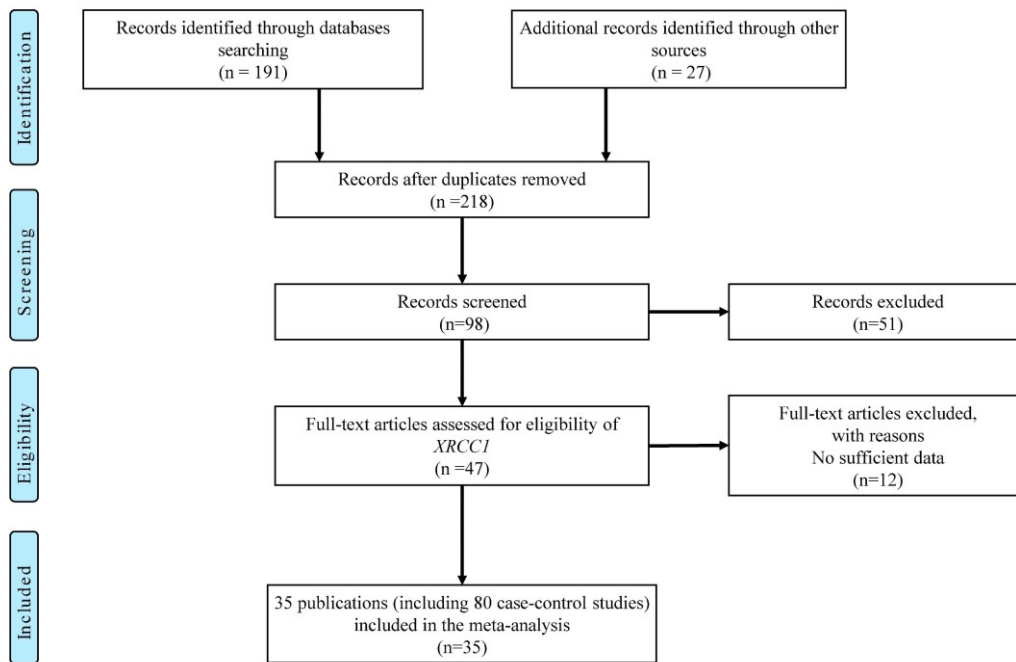 Identification
Records identified through databases
searching
(n = 191)
Additional records identified through other
sources
(n = 27)
Records after duplicates removed
(n =218)
Screening
Records screened
(n=98)
Records excluded
(n=51)
Eligibility
Full-text articles assessed for eligibility of
XRCC1
(n =47)
Full-text articles excluded,
with reasons
No sufficient data
(n=12)
Included
35 publications (including 80 case-control studies)
included in the meta-analysis
(n=35)